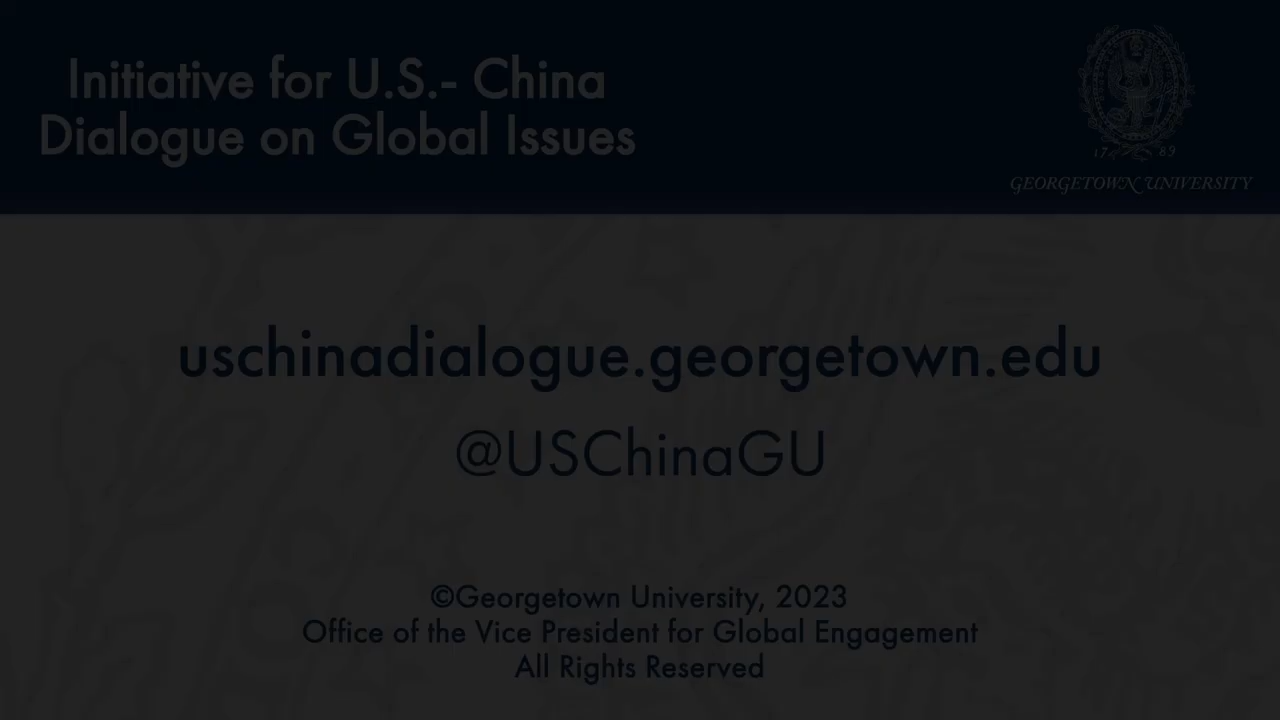 Initiative for U.S.- China
Dialogue on Global Issues
17 89
GEORGETOWN UNIVERSITY
uschinadialogue.georgetown.edu
@USChinaGU
©Georgetown University, 2023
Office of the Vice President for Global Engagement
All Rights Reserved